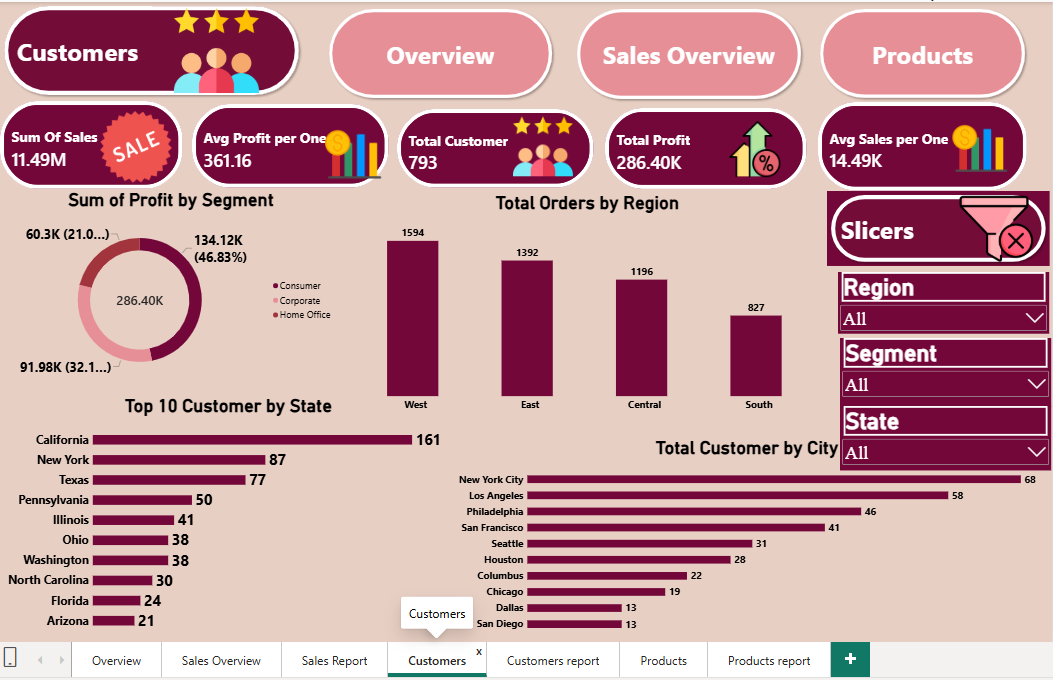 Customers
Overview
Sales Overview
Products
Sum Of Sales
11.49M
SALE
Avg Profit per One
361.16
Total Customer
793
Total Profit
286.40K
%
Avg Sales per One
14.49K
Sum of Profit by Segment
60.3K (21.0...)
134.12K
(46.83%)
286.40K
91.98K (32.1...)
Consumer
Corporate
Home Office
Total Orders by Region
1594
1392
1196
827
West
East
Central
South
Slicers
Region
All
Segment
All
State
All
Top 10 Customer by State
California 161
New York 87
Texas 77
Pennsylvania 50
Illinois 41
Ohio 38
Washington 38
North Carolina 30
Florida 24
Arizona 21
Total Customer by City
New York City 68
Los Angeles 58
Philadelphia 46
San Francisco 41
Seattle 31
Houston 28
Columbus 22
Chicago 19
Dallas 13
San Diego 13
Customers
Overview
Sales Overview
Sales Report
Customers x
Customers report
Products
Products report
+